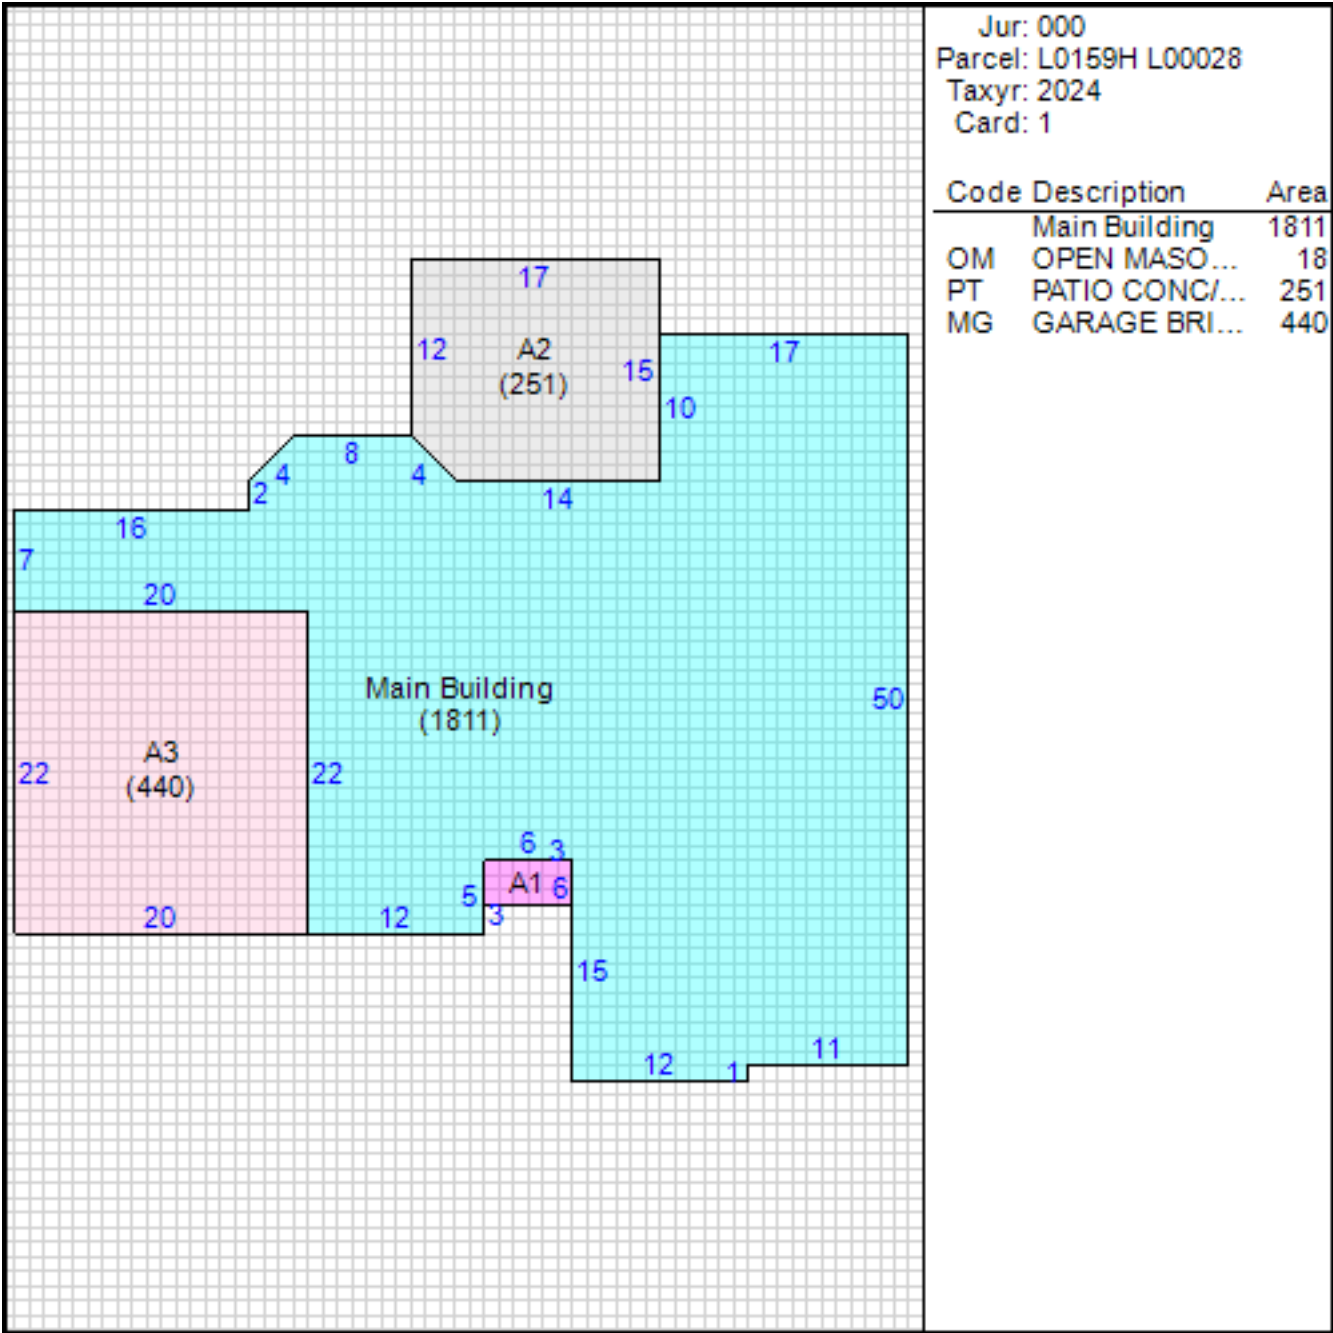 Jur: 000
Parcel: L0159H L00028
Taxyr: 2024
Card: 1
Code Description Area
Main Building 1811
OM OPEN MASO... 18
PT PATIO CONC/... 251
MG GARAGE BRI... 440
17
12
A2
(251)
15
17
10
8
4
4
2
14
16
7
20
Main Building
(1811)
50
A3
(440)
22
22
6
3
A1
6
5
3
20
12
15
12
1
11